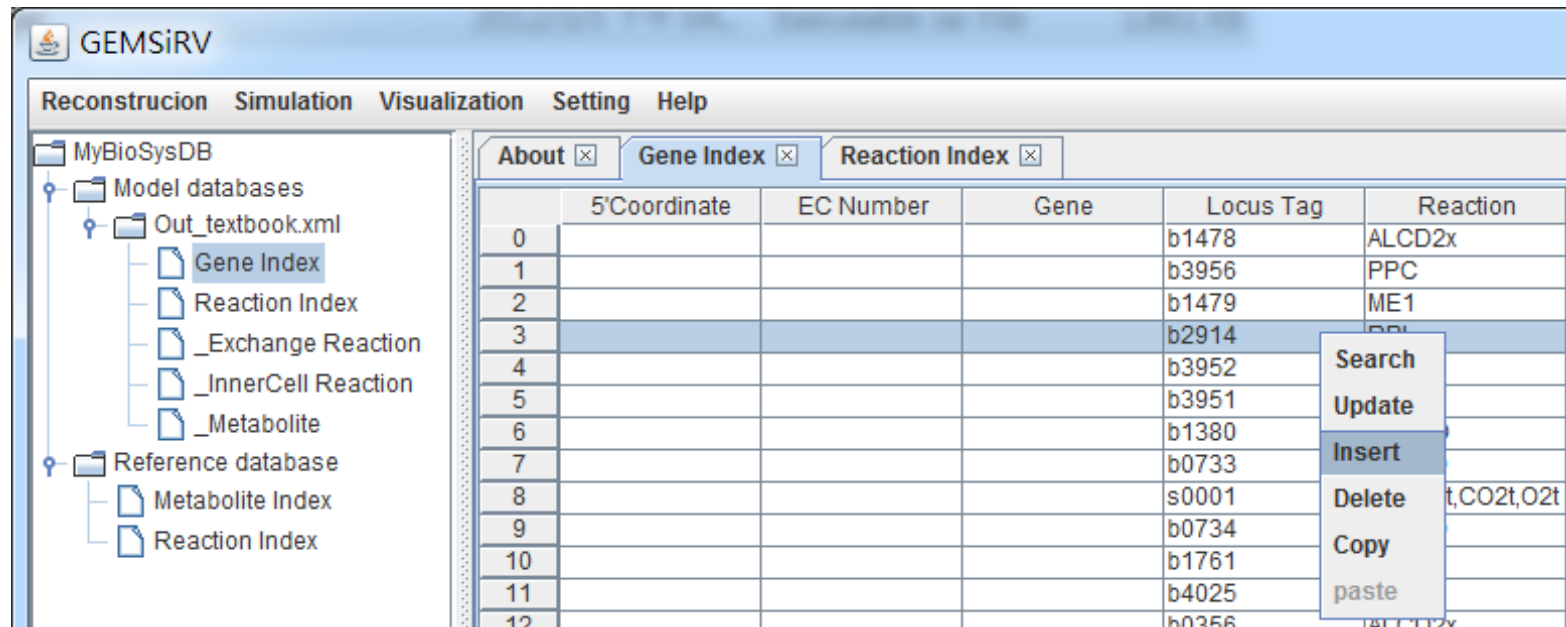 GEMSiRV
Reconstrucion Simulation Visualization Setting Help
MyBioSysDB
Model databases
Out_textbook.xml
Gene Index
Reaction Index
_Exchange Reaction
_InnerCell Reaction
_Metabolite
Reference database
Metabolite Index
Reaction Index
About Gene Index Reaction Index
5'Coordinate EC Number Gene Locus Tag Reaction
0 b1478 ALCD2x
1 b3956 PPC
2 b1479 ME1
3 b2914
4 b3952
5 b3951
6 b1380
7 b0733
8 s0001 t,CO2t,O2t
9 b0734
10 b1761
11 b4025
12 b0356 ALCD2x
Search
Update
Insert
Delete
Copy
paste